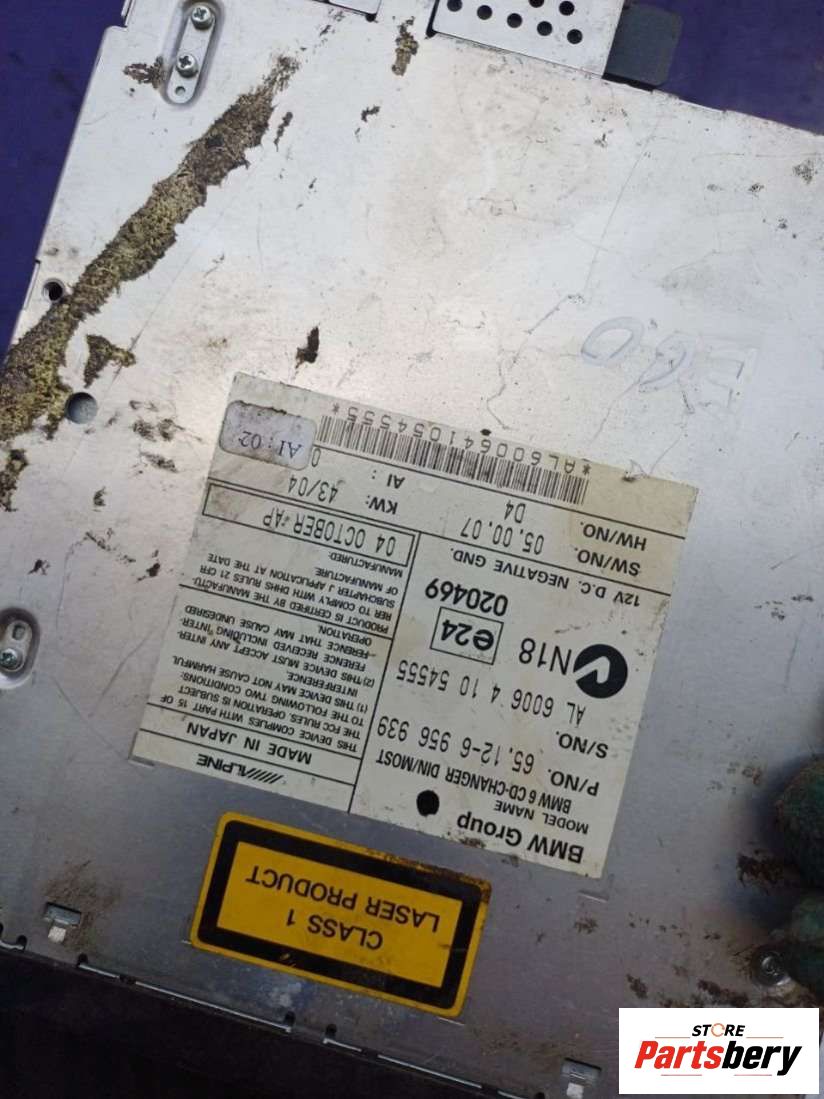 BMW Group
MODEL NAME
BMW 6 CD-CHANGER DIN/MOST
P/NO. 65.12-6 956 939
S/NO.
AL 6006 4 10 54555
N18
e24
020469
12V D.C. NEGATIVE GND.
SW/NO. 05.00.07
HW/NO. D4
*AL60064105455​5*
ALPINE
MADE IN JAPAN
THIS DEVICE COMPLIES WITH PART 15 OF
THE FCC RULES. OPERATION IS SUBJECT
TO THE FOLLOWING TWO CONDITIONS:
(1) THIS DEVICE MAY NOT CAUSE HARMFUL
INTERFERENCE.
(2) THIS DEVICE MUST ACCEPT ANY INTER-
FERENCE RECEIVED INCLUDING INTER-
FERENCE THAT MAY CAUSE UNDESIRED
OPERATION.
PRODUCT IS CERTIFIED BY THE MANUFACTU-
RER TO COMPLY WITH DHHS RULES 21 CFR
SUBCHAPTER J APPLICATION AT THE DATE
OF MANUFACTURE.
MANUFACTURED:
04 OCTOBER-AP
KW: 43/04
AI: 0
AI:02
CLASS 1
LASER PRODUCT
E60
STORE
Partsbery